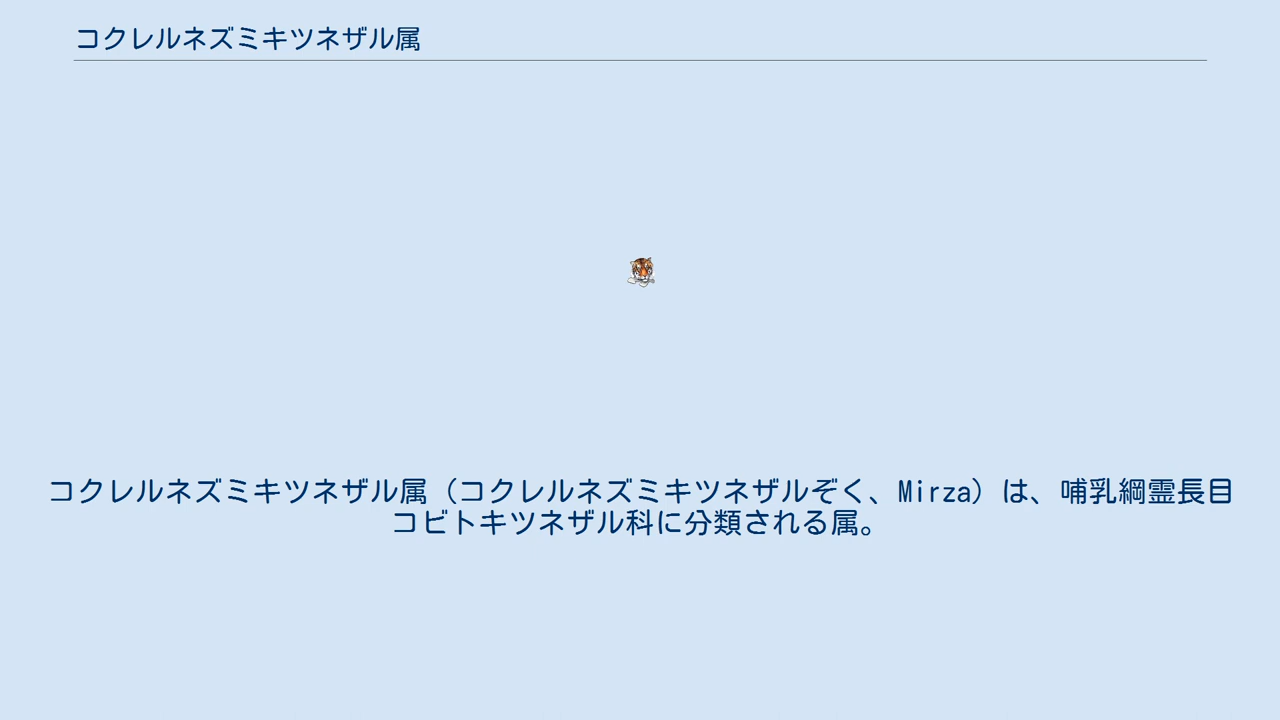 コクレルネズミキツネザル属
コクレルネズミキツネザル属（コクレルネズミキツネザルぞく、Mirza）は、哺乳綱霊長目
コビトキツネザル科に分類される属。